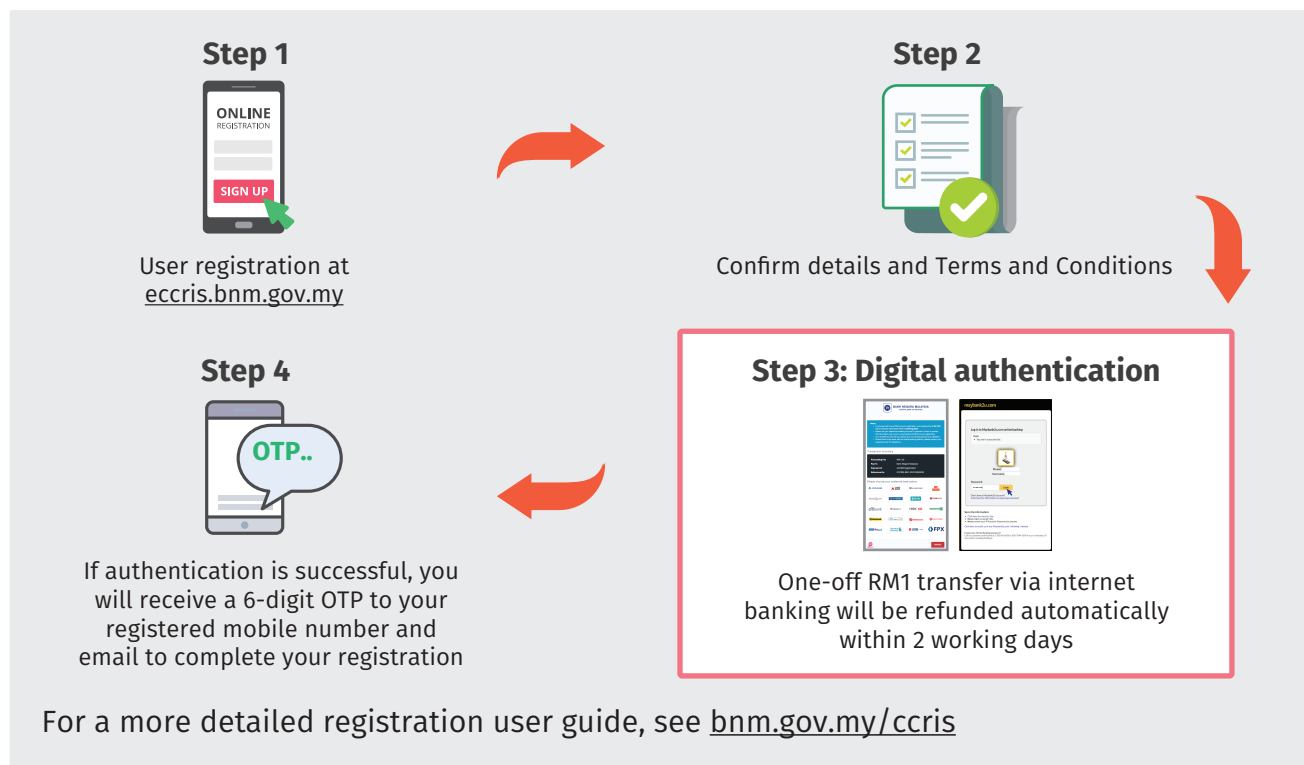 Step 1
ONLINE
REGISTRATION
SIGN UP
User registration at
eccris.bnm.gov.my
Step 2
Confirm details and Terms and Conditions
Step 3: Digital authentication
BANK NEGARA MALAYSIA
maybank2u.com
FPX
One-off RM1 transfer via internet
banking will be refunded automatically
within 2 working days
Step 4
OTP..
If authentication is successful, you
will receive a 6-digit OTP to your
registered mobile number and
email to complete your registration
For a more detailed registration user guide, see bnm.gov.my/ccris